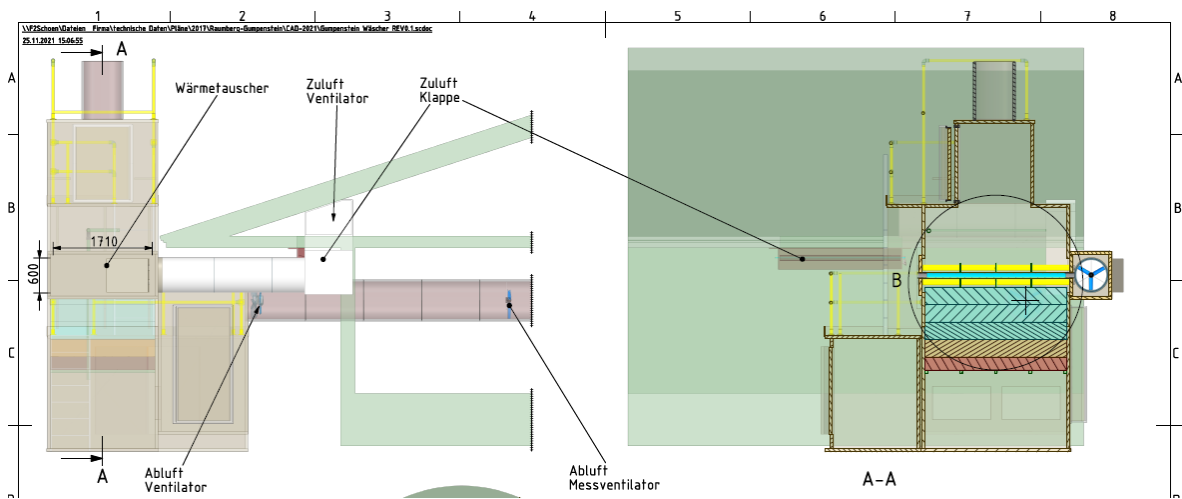 1 2 3 4 5 6 7 8
\\F2Schoen\Dateien_Firma\technische Daten\Pläne\2017\Raumberg-Gumpenstein\CAD-2021\Gumpenstein Wäscher REV0.1.scdoc
25.11.2021 15:06:55
A
A A
Wärmetauscher
Zuluft
Ventilator
Zuluft
Klappe
B B
1710
600
B
C C
A
Abluft
Ventilator
Abluft
Messventilator
A-A